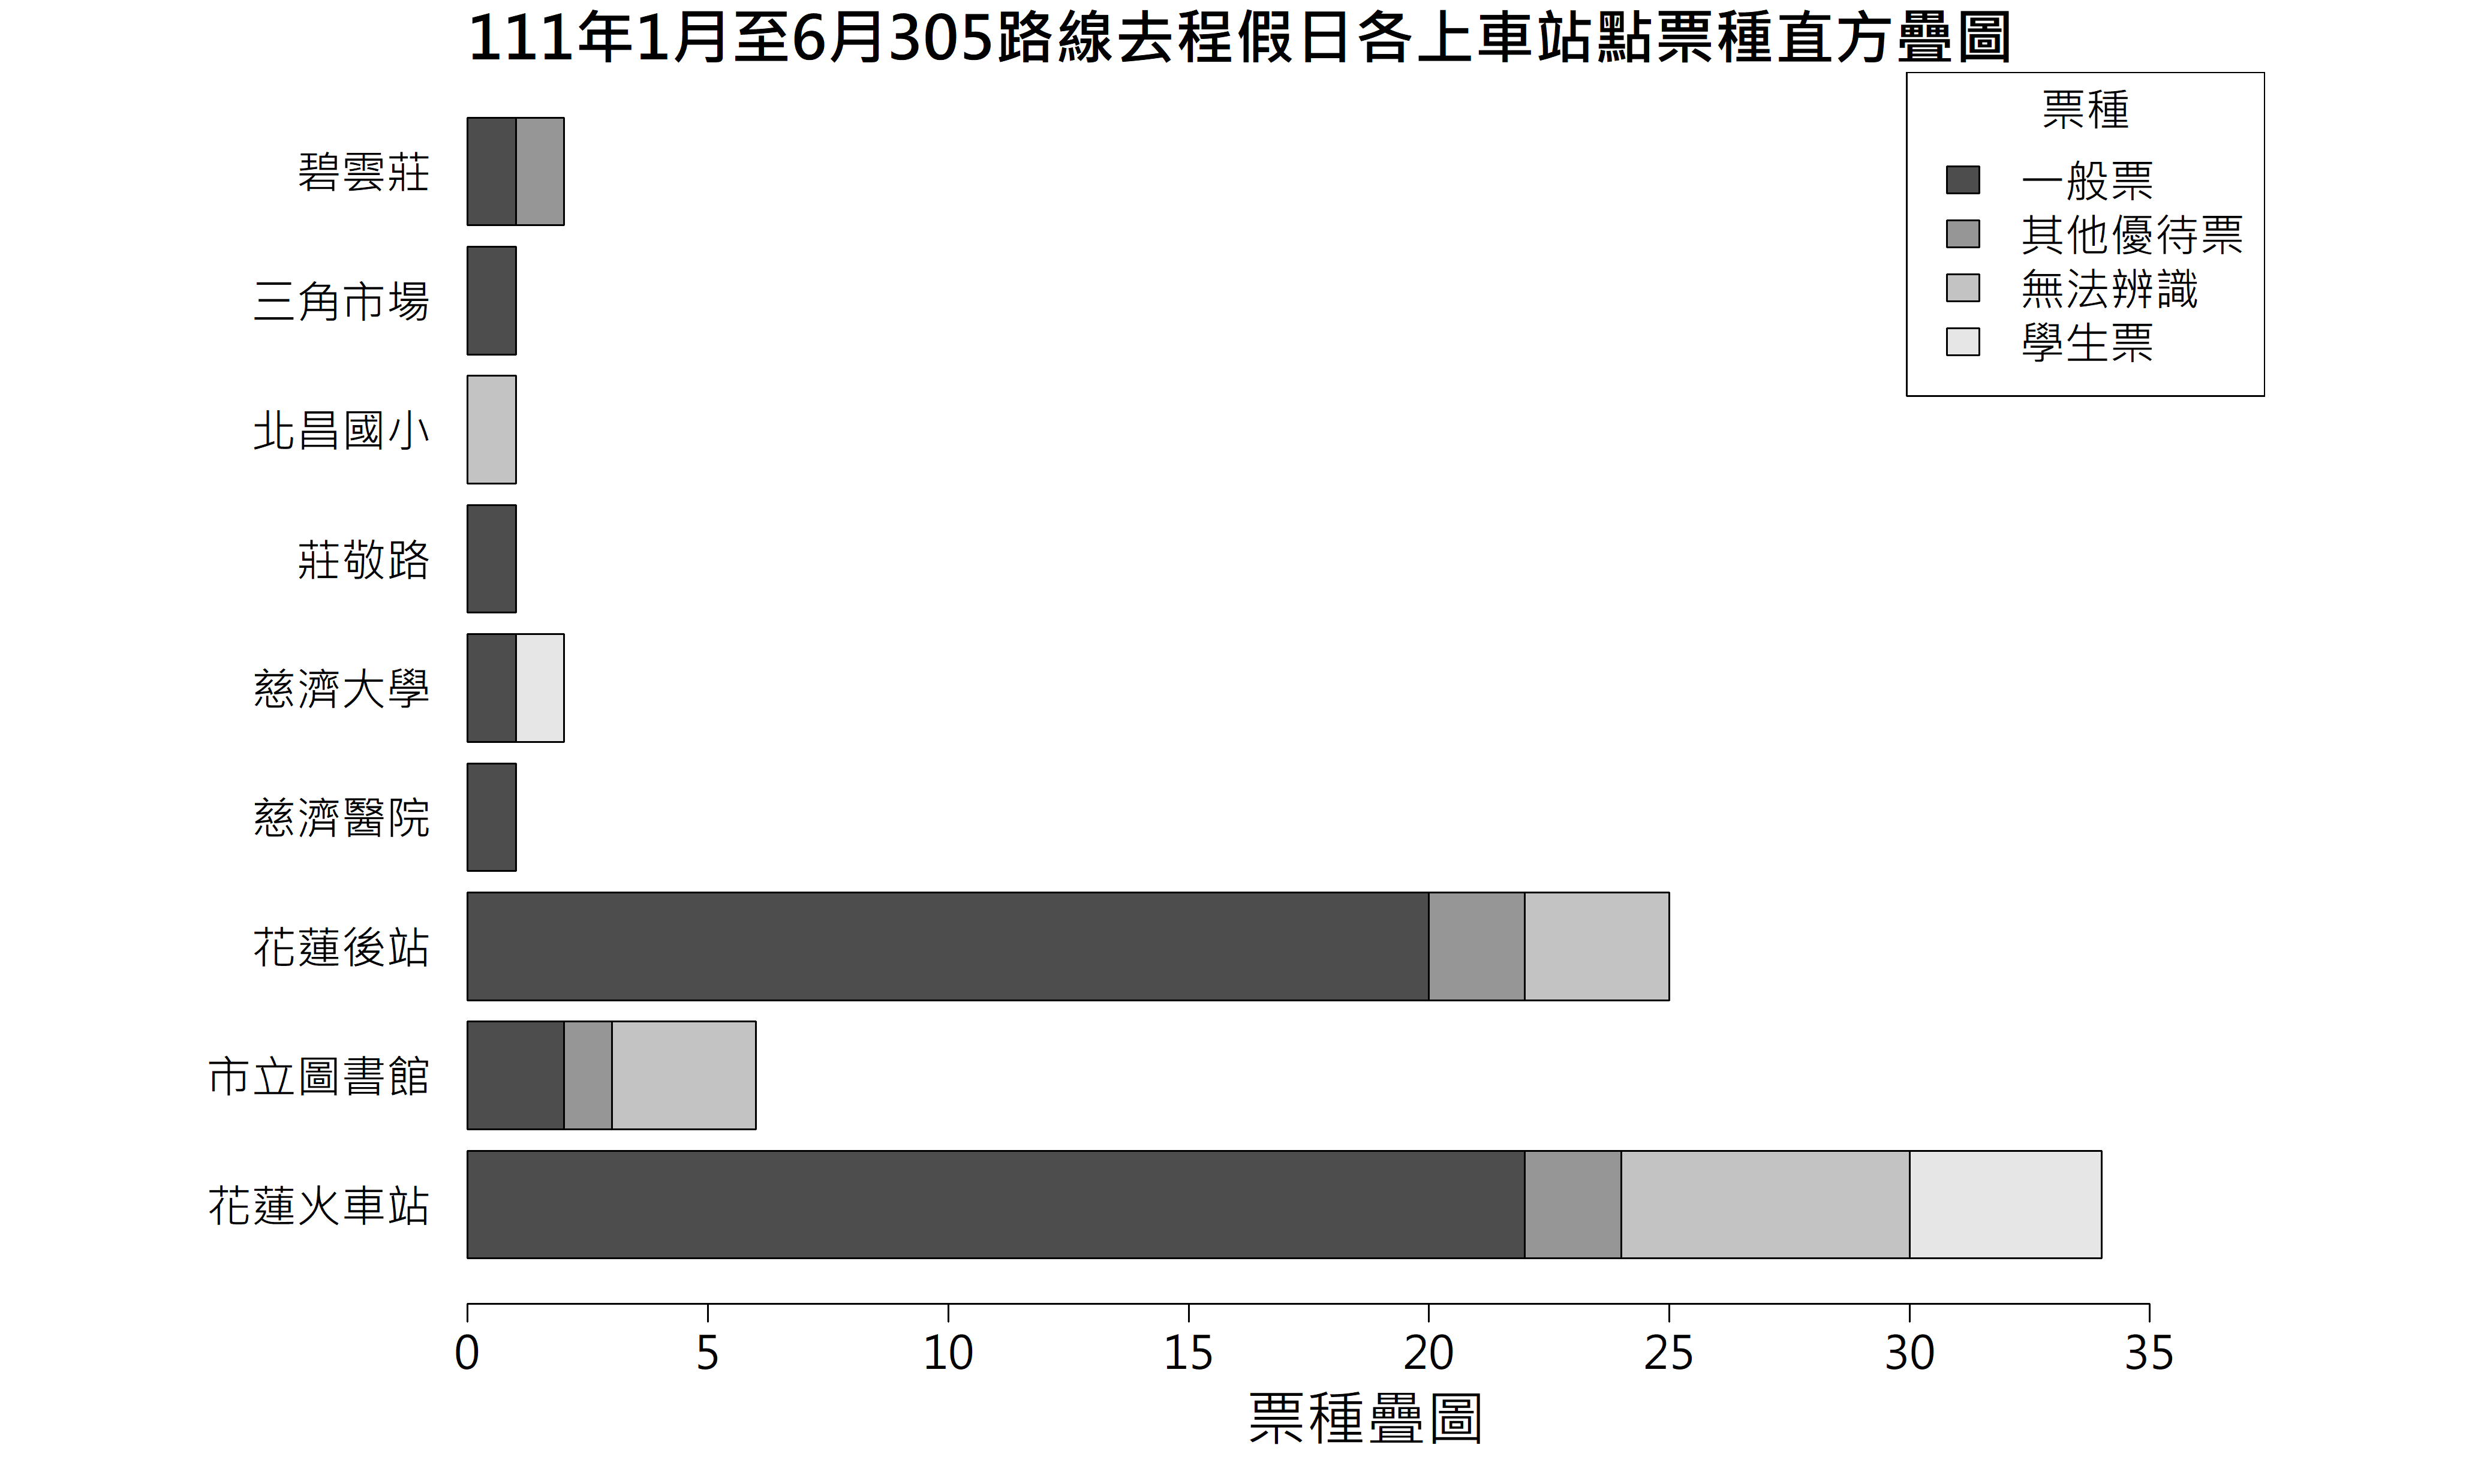 111年1月至6月305路線去程假日各上車站點票種直方疊圖
票種
一般票
其他優待票
無法辨識
學生票
碧雲莊
三角市場
北昌國小
莊敬路
慈濟大學
慈濟醫院
花蓮後站
市立圖書館
花蓮火車站
0 5 10 15 20 25 30 35
票種疊圖